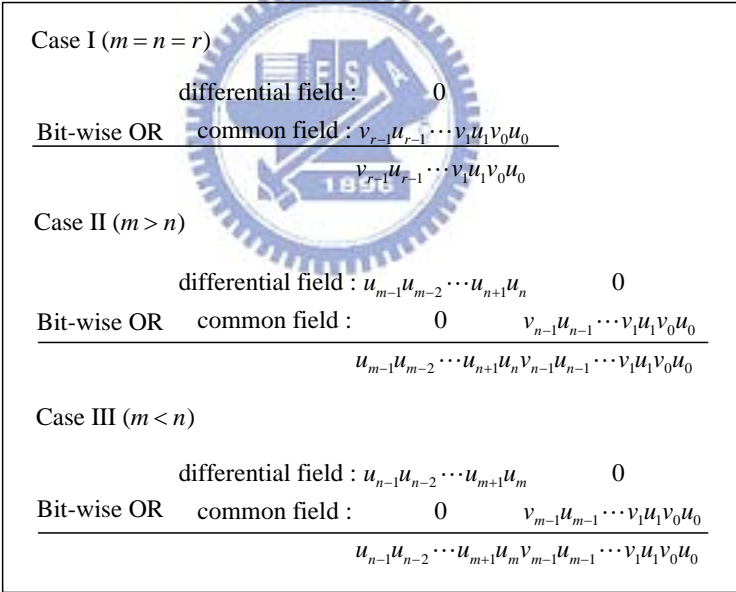 Case I (m = n = r)
differential field : 0
Bit-wise OR common field : v_{r−1}u_{r−1} ⋯ v_1u_1v_0u_0
v_{r−1}u_{r−1} ⋯ v_1u_1v_0u_0
ES A
1896
Case II (m > n)
differential field : u_{m−1}u_{m−2} ⋯ u_{n+1}u_n 0
Bit-wise OR common field : 0 v_{n−1}u_{n−1} ⋯ v_1u_1v_0u_0
u_{m−1}u_{m−2} ⋯ u_{n+1}u_nv_{n−1}u_{n−1} ⋯ v_1u_1v_0u_0
Case III (m < n)
differential field : u_{n−1}u_{n−2} ⋯ u_{m+1}u_m 0
Bit-wise OR common field : 0 v_{m−1}u_{m−1} ⋯ v_1u_1v_0u_0
u_{n−1}u_{n−2} ⋯ u_{m+1}u_mv_{m−1}u_{m−1} ⋯ v_1u_1v_0u_0